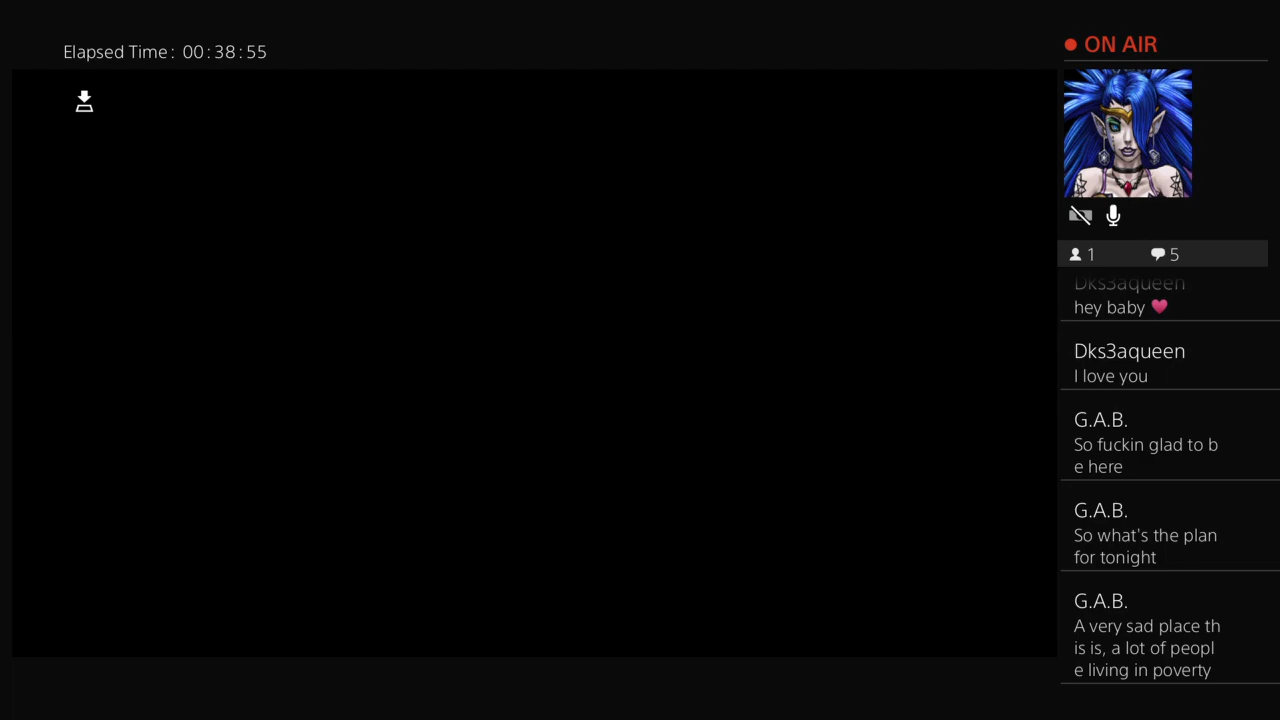 Elapsed Time: 00:38:55
ON AIR
1 5
Dks3aqueen
hey baby
Dks3aqueen
I love you
G.A.B.
So fuckin glad to b
e here
G.A.B.
So what's the plan
for tonight
G.A.B.
A very sad place th
is is, a lot of peopl
e living in poverty